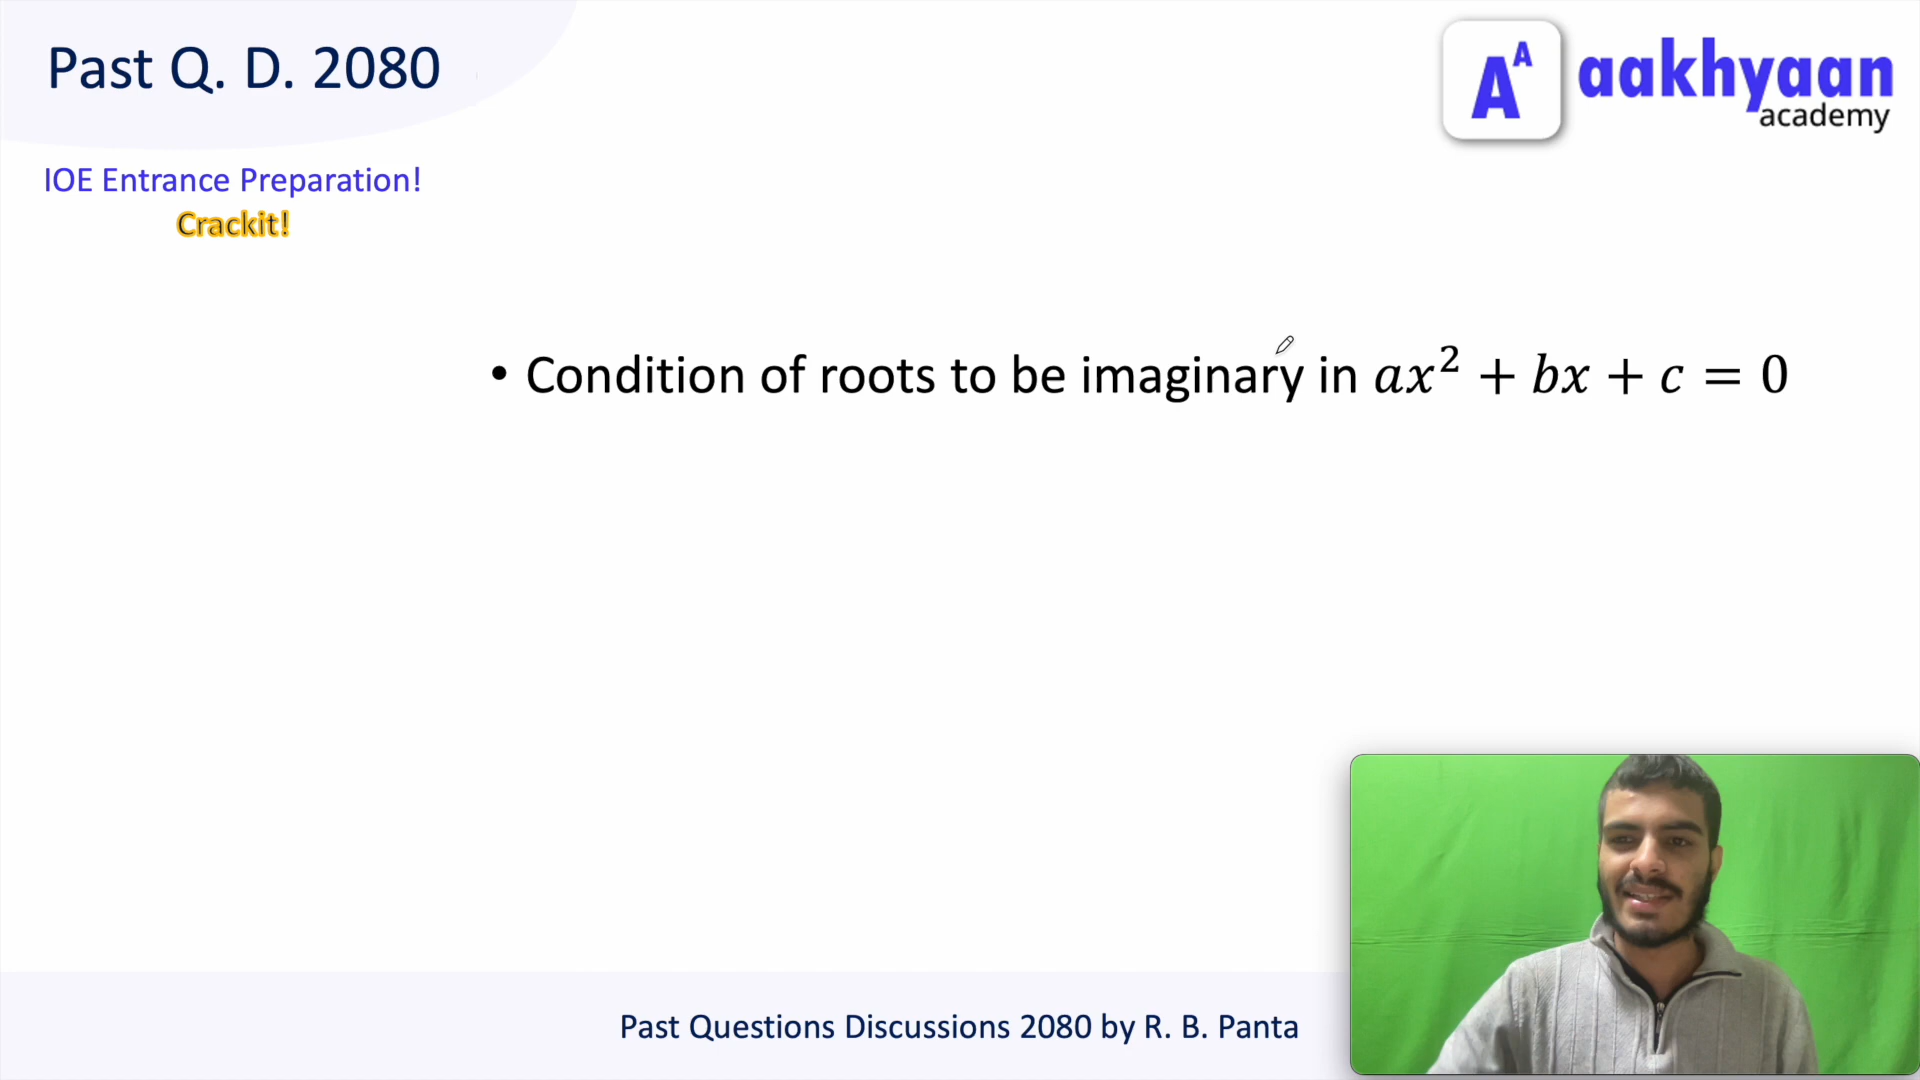 Past Q. D. 2080
A^A
aakhyaan
academy
IOE Entrance Preparation!
Crackit!
• Condition of roots to be imaginary in ax² + bx + c = 0
Past Questions Discussions 2080 by R. B. Panta